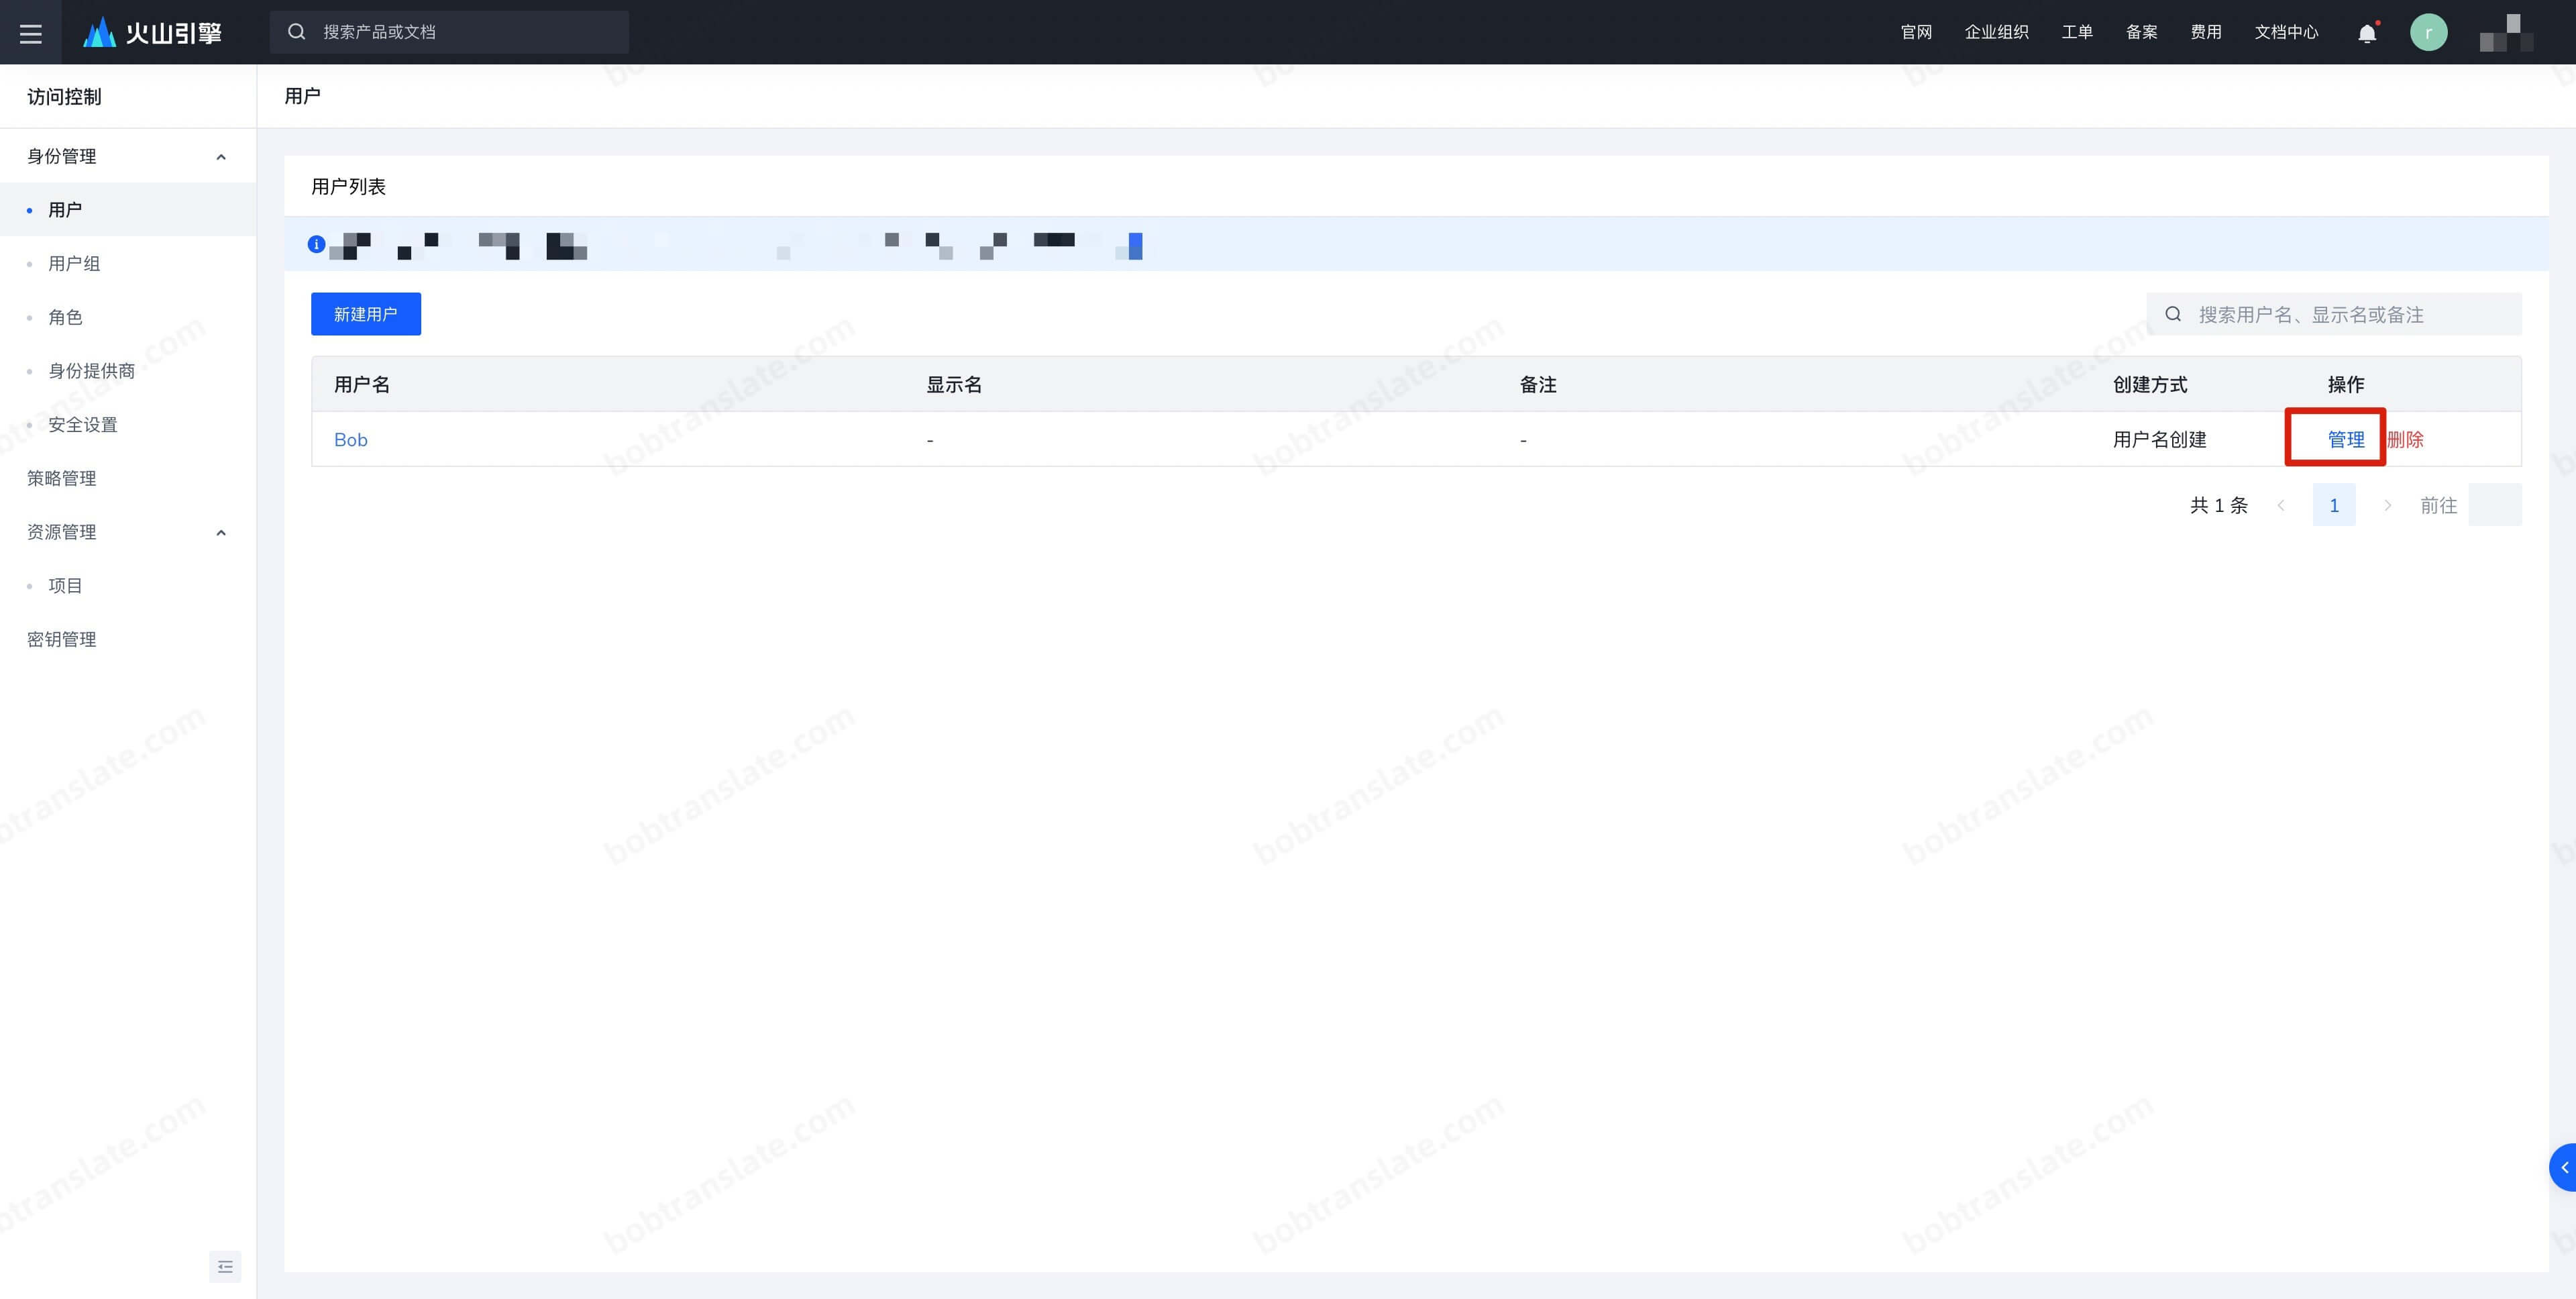 火山引擎
搜索产品或文档
官网 企业组织 工单 备案 费用 文档中心
r
访问控制
用户
身份管理
用户
用户组
角色
身份提供商
安全设置
策略管理
资源管理
项目
密钥管理
用户列表
新建用户
搜索用户名、显示名或备注
用户名 显示名 备注 创建方式 操作
Bob - - 用户名创建 管理 删除
共 1 条 1 前往
bobtranslate.com